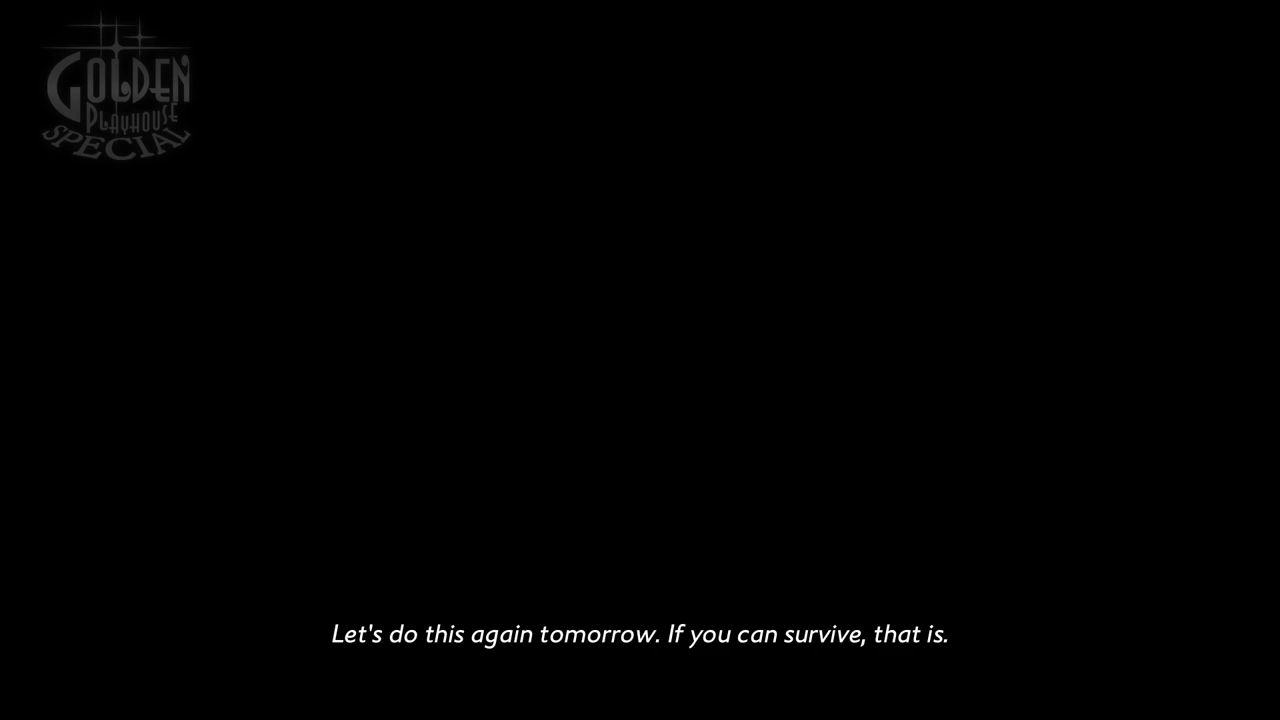 GOLDEN
PLAYHOUSE
SPECIAL
Let's do this again tomorrow. If you can survive, that is.